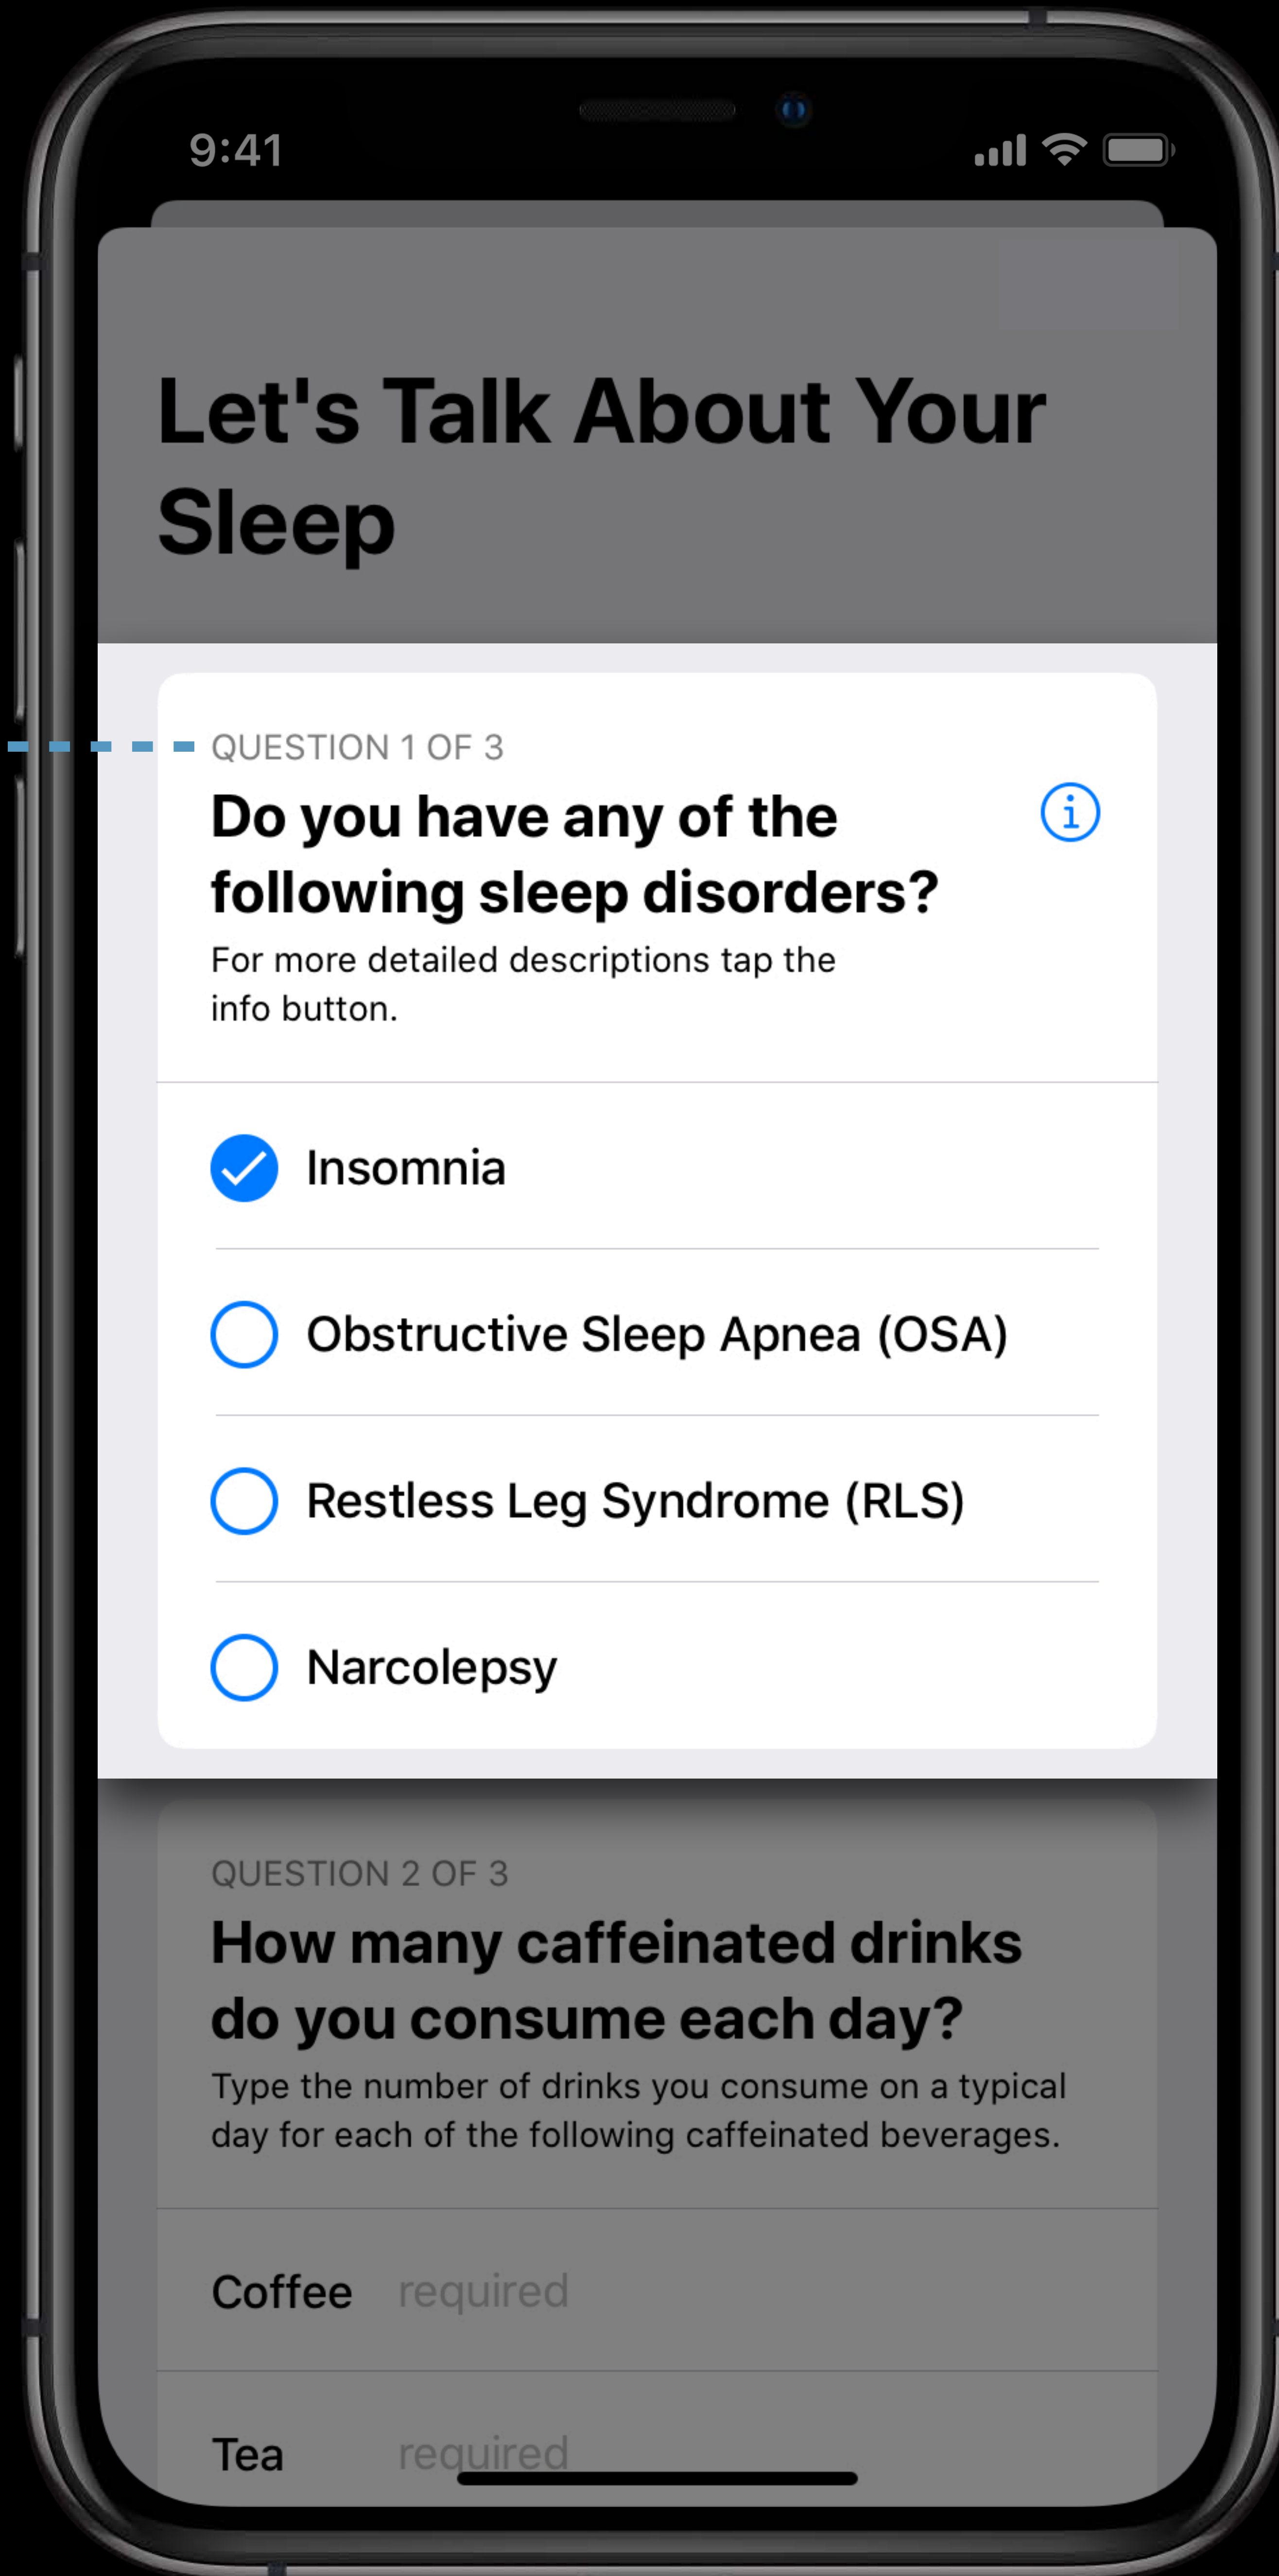 9:41
Let's Talk About Your
Sleep
QUESTION 1 OF 3
Do you have any of the
following sleep disorders?
For more detailed descriptions tap the
info button.
Insomnia
Obstructive Sleep Apnea (OSA)
Restless Leg Syndrome (RLS)
Narcolepsy
QUESTION 2 OF 3
How many caffeinated drinks
do you consume each day?
Type the number of drinks you consume on a typical
day for each of the following caffeinated beverages.
Coffee required
Tea required